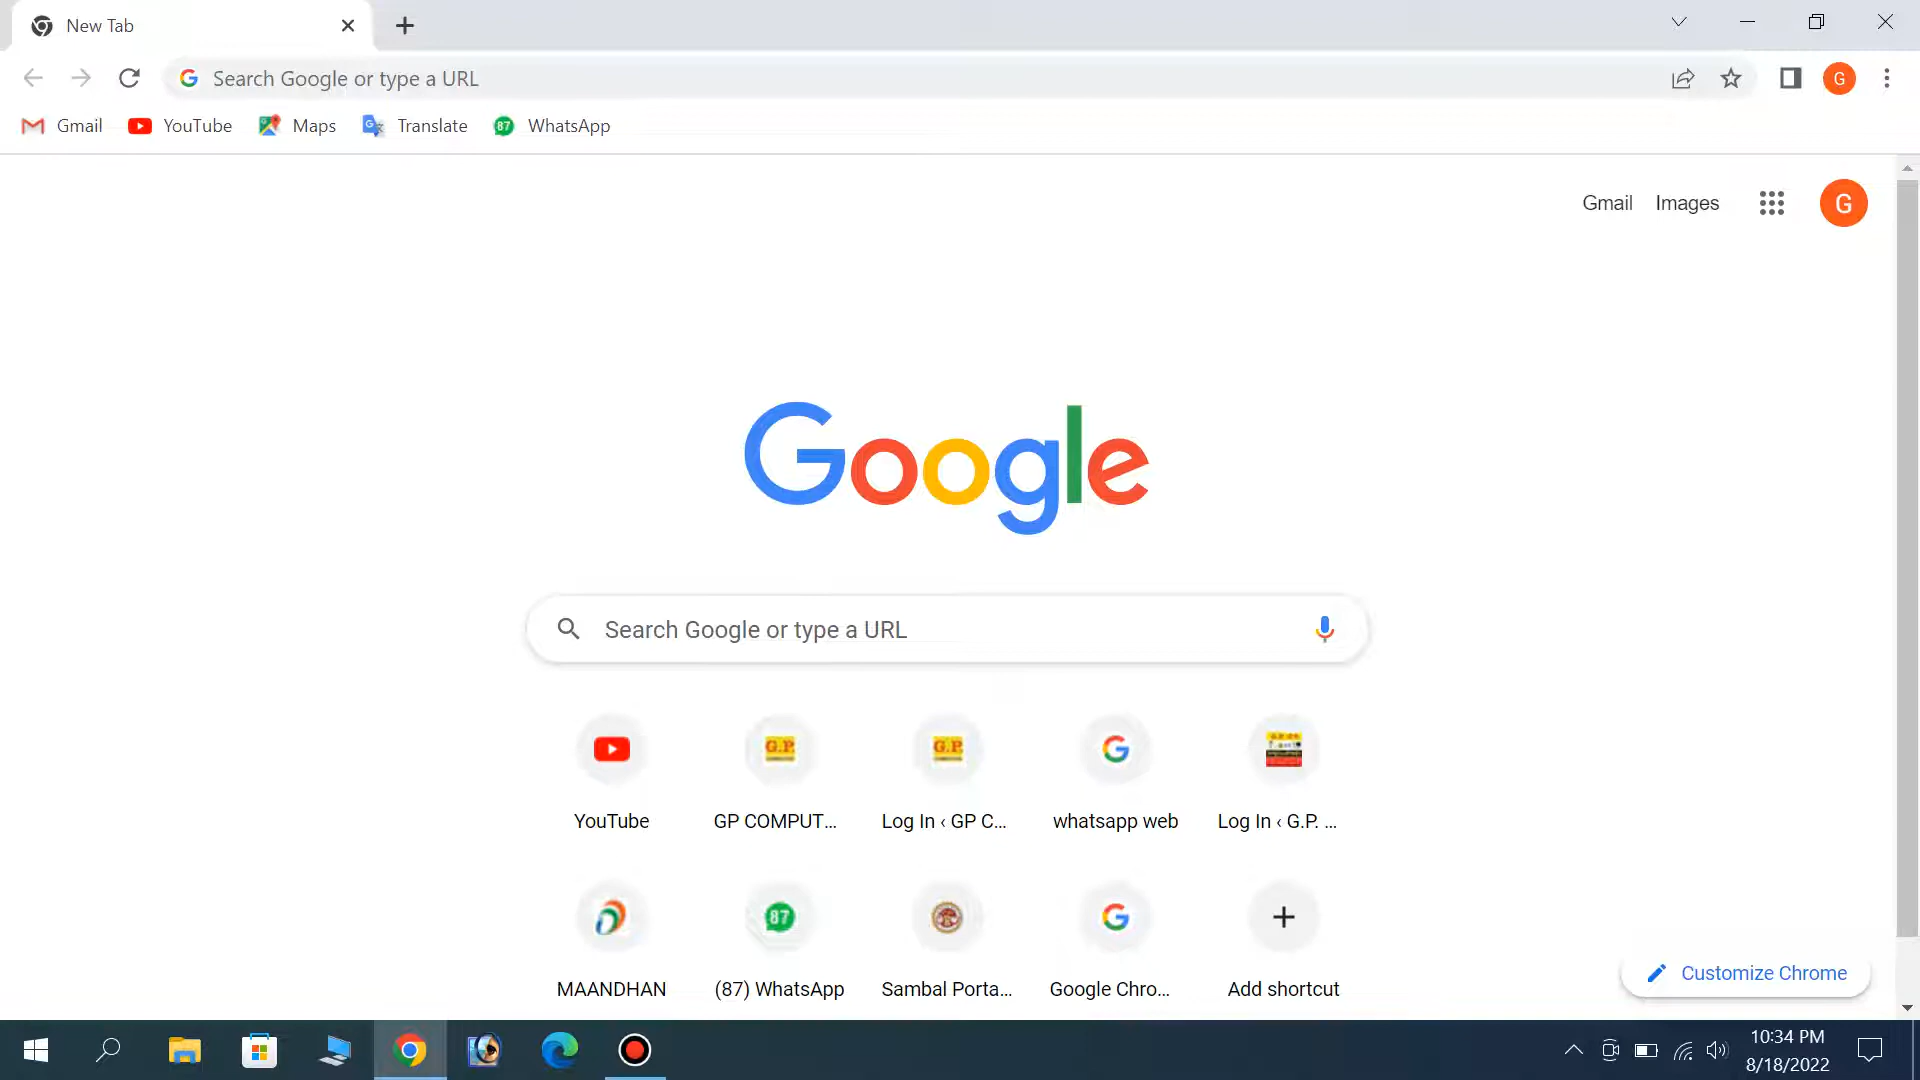 New Tab
Search Google or type a URL
G
Gmail YouTube Maps Translate 87 WhatsApp
Gmail Images G
Google
Search Google or type a URL
G.P. G.P.
YouTube GP COMPUT... Log In ‹ GP C... whatsapp web Log In ‹ G.P. ...
87
MAANDHAN (87) WhatsApp Sambal Porta... Google Chro... Add shortcut
Customize Chrome
10:34 PM
8/18/2022